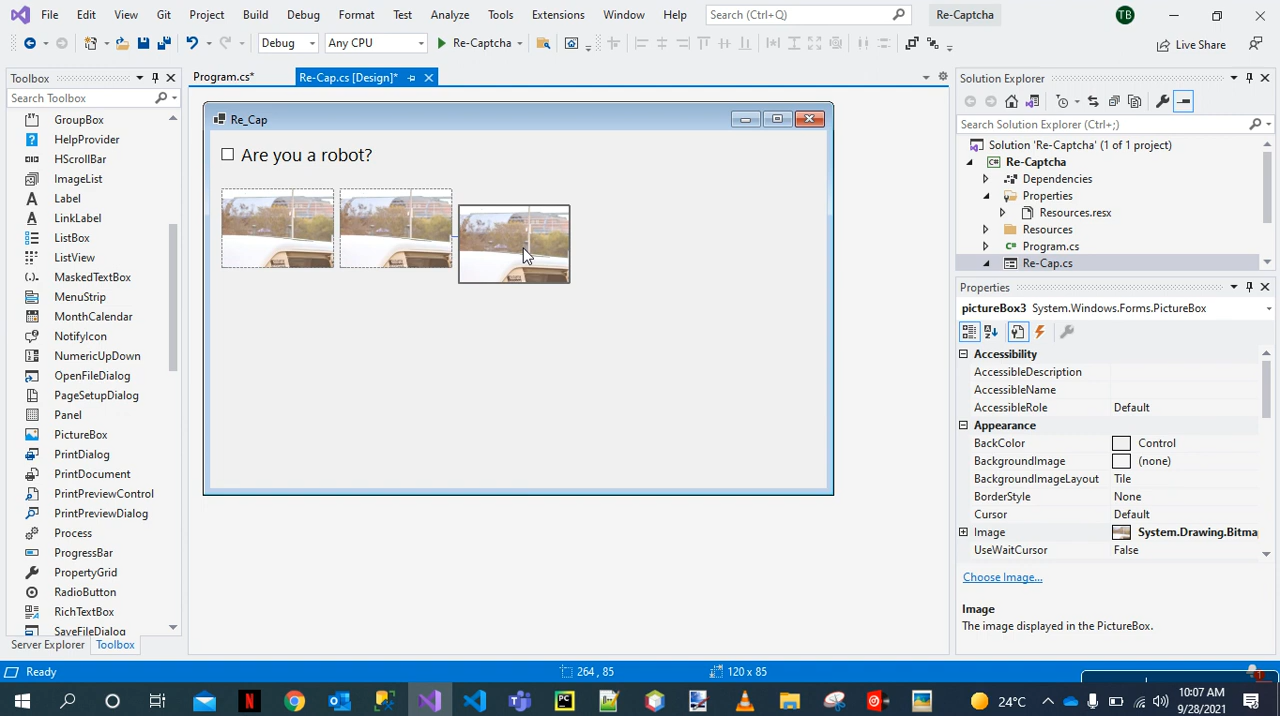 File Edit View Git Project Build Debug Format Test Analyze Tools Extensions Window Help Search (Ctrl+Q) Re-Captcha TB
Debug Any CPU Re-Captcha Live Share
Toolbox
Search Toolbox
GroupBox
HelpProvider
HScrollBar
ImageList
Label
LinkLabel
ListBox
ListView
MaskedTextBox
MenuStrip
MonthCalendar
NotifyIcon
NumericUpDown
OpenFileDialog
PageSetupDialog
Panel
PictureBox
PrintDialog
PrintDocument
PrintPreviewControl
PrintPreviewDialog
Process
ProgressBar
PropertyGrid
RadioButton
RichTextBox
SaveFileDialog
Server Explorer Toolbox
Program.cs* Re-Cap.cs [Design]*
Re_Cap
Are you a robot?
Solution Explorer
Search Solution Explorer (Ctrl+;)
Solution 'Re-Captcha' (1 of 1 project)
Re-Captcha
Dependencies
Properties
Resources.resx
Resources
Program.cs
Re-Cap.cs
Properties
pictureBox3 System.Windows.Forms.PictureBox
Accessibility
AccessibleDescription
AccessibleName
AccessibleRole Default
Appearance
BackColor Control
BackgroundImage (none)
BackgroundImageLayout Tile
BorderStyle None
Cursor Default
Image System.Drawing.Bitma
UseWaitCursor False
Choose Image...
Image
The image displayed in the PictureBox.
Ready 264 , 85 120 x 85
24°C 10:07 AM
9/28/2021